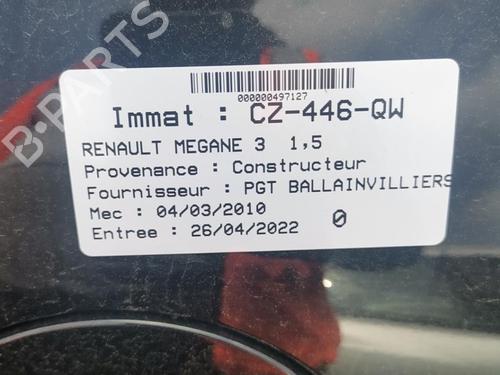 000000497127
Immat : CZ-446-QW
RENAULT MEGANE 3 1,5
Provenance : Constructeur
Fournisseur : PGT BALLAINVILLIERS
Mec : 04/03/2010
Entree : 26/04/2022 0
B-PARTS